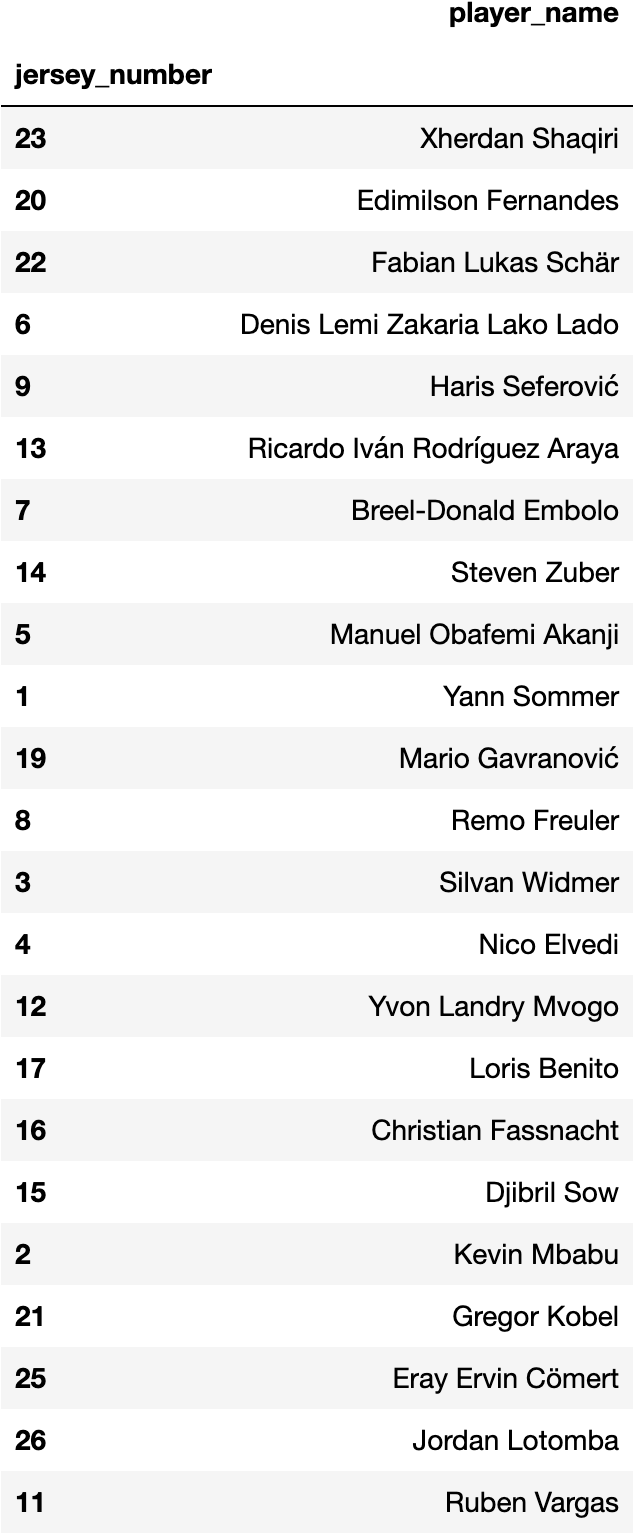 player_name
jersey_number
23 Xherdan Shaqiri
20 Edimilson Fernandes
22 Fabian Lukas Schär
6 Denis Lemi Zakaria Lako Lado
9 Haris Seferović
13 Ricardo Iván Rodríguez Araya
7 Breel-Donald Embolo
14 Steven Zuber
5 Manuel Obafemi Akanji
1 Yann Sommer
19 Mario Gavranović
8 Remo Freuler
3 Silvan Widmer
4 Nico Elvedi
12 Yvon Landry Mvogo
17 Loris Benito
16 Christian Fassnacht
15 Djibril Sow
2 Kevin Mbabu
21 Gregor Kobel
25 Eray Ervin Cömert
26 Jordan Lotomba
11 Ruben Vargas